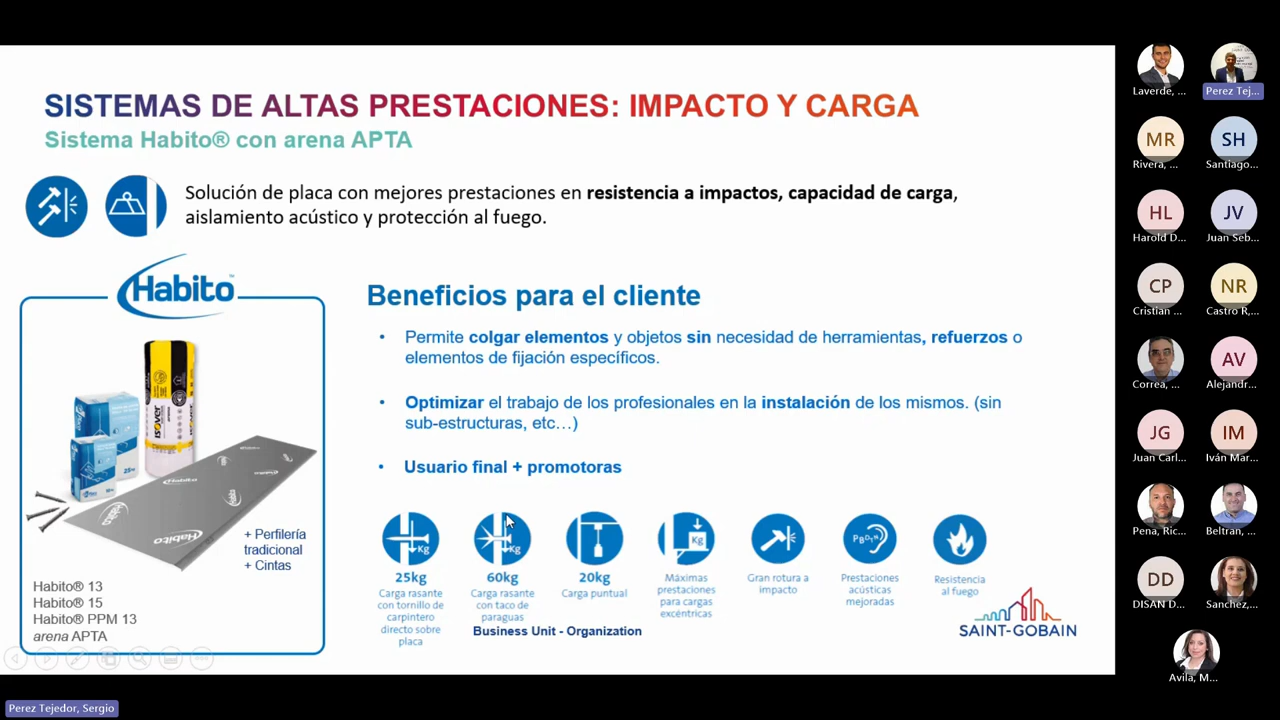 SISTEMAS DE ALTAS PRESTACIONES: IMPACTO Y CARGA
Sistema Habito® con arena APTA
Solución de placa con mejores prestaciones en resistencia a impactos, capacidad de carga,
aislamiento acústico y protección al fuego.
Habito™
isover
25kg
Habito
+ Perfilería
tradicional
+ Cintas
Habito® 13
Habito® 15
Habito® PPM 13
arena APTA
Beneficios para el cliente
• Permite colgar elementos y objetos sin necesidad de herramientas, refuerzos o
elementos de fijación específicos.
• Optimizar el trabajo de los profesionales en la instalación de los mismos. (sin
sub-estructuras, etc…)
• Usuario final + promotoras
Kg
25kg
Carga rasante
con tornillo de
carpintero
directo sobre
placa
Kg
60kg
Carga rasante
con taco de
paraguas
20kg
Carga puntual
Kg
Máximas
prestaciones
para cargas
excéntricas
Gran rotura a
impacto
Prestaciones
acústicas
mejoradas
Resistencia
al fuego
Business Unit - Organization
SAINT-GOBAIN
Laverde, ...
Perez Tej...
MR
Rivera, ...
SH
Santiago...
HL
Harold D...
JV
Juan Seb...
CP
Cristian ...
NR
Castro R,...
Correa, ...
AV
Alejandr...
JG
Juan Carl...
IM
Iván Mar...
Pena, Ric...
Beltran, ...
DD
DISAN D...
Sanchez,...
Avila, M...
Perez Tejedor, Sergio